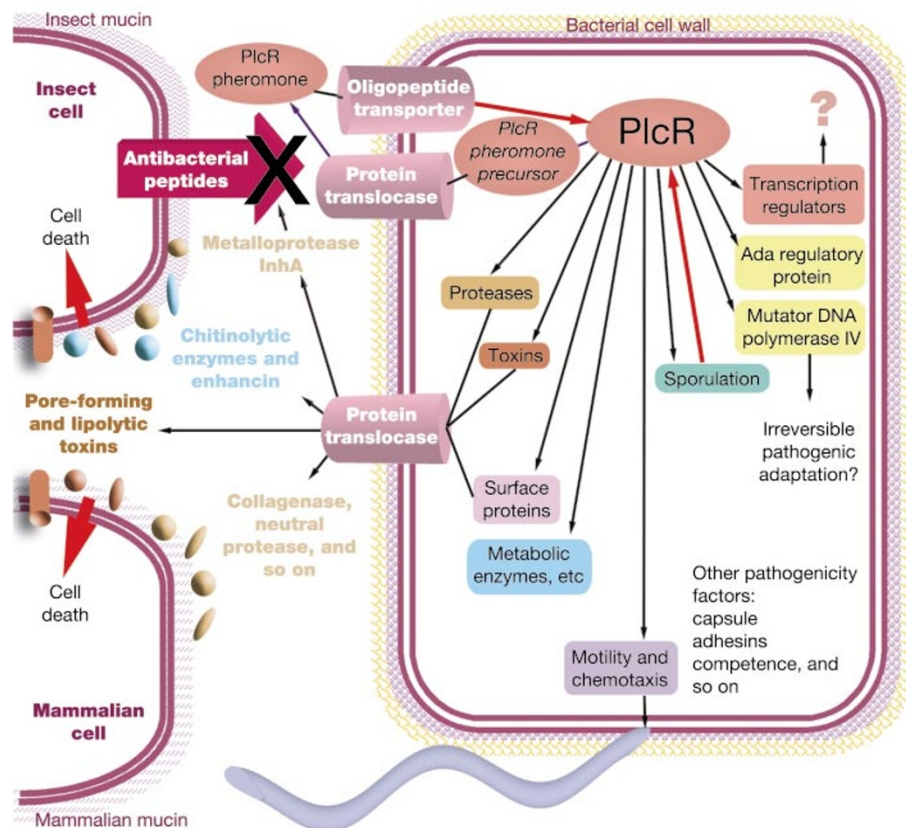 Insect mucin
Bacterial cell wall
PlcR
pheromone
Insect
cell
Oligopeptide
transporter
PlcR
?
PlcR
pheromone
precursor
Antibacterial
peptides
X
Protein
translocase
Transcription
regulators
Cell
death
Metalloprotease
InhA
Ada regulatory
protein
Proteases
Mutator DNA
polymerase IV
Chitinolytic
enzymes and
enhancin
Toxins
Sporulation
Pore-forming
and lipolytic
toxins
Protein
translocase
Irreversible
pathogenic
adaptation?
Collagenase,
neutral
protease, and
so on
Surface
proteins
Metabolic
enzymes, etc
Cell
death
Other pathogenicity
factors:
capsule
adhesins
competence, and
so on
Motility and
chemotaxis
Mammalian
cell
Mammalian mucin